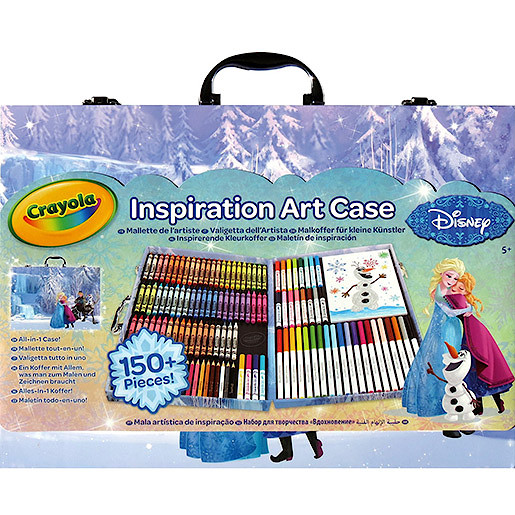 Crayola
Inspiration Art Case
Mallette de l'artiste Valigetta dell'Artista Malkoffer für kleine Künstler
Inspirerende Kleurkoffer Maletín de inspiración
Disney
5+
All-in-1 Case!
Mallette tout-en-un!
Valigetta tutto in uno
Ein Koffer mit Allem,
was man zum Malen und
Zeichnen braucht
Alles-in-1 Koffer!
Maletín todo-en-uno!
150+
Pieces!
Mala artística de inspiração Набор для творчества «Вдохновение» حقيبة الإلهام الفنية